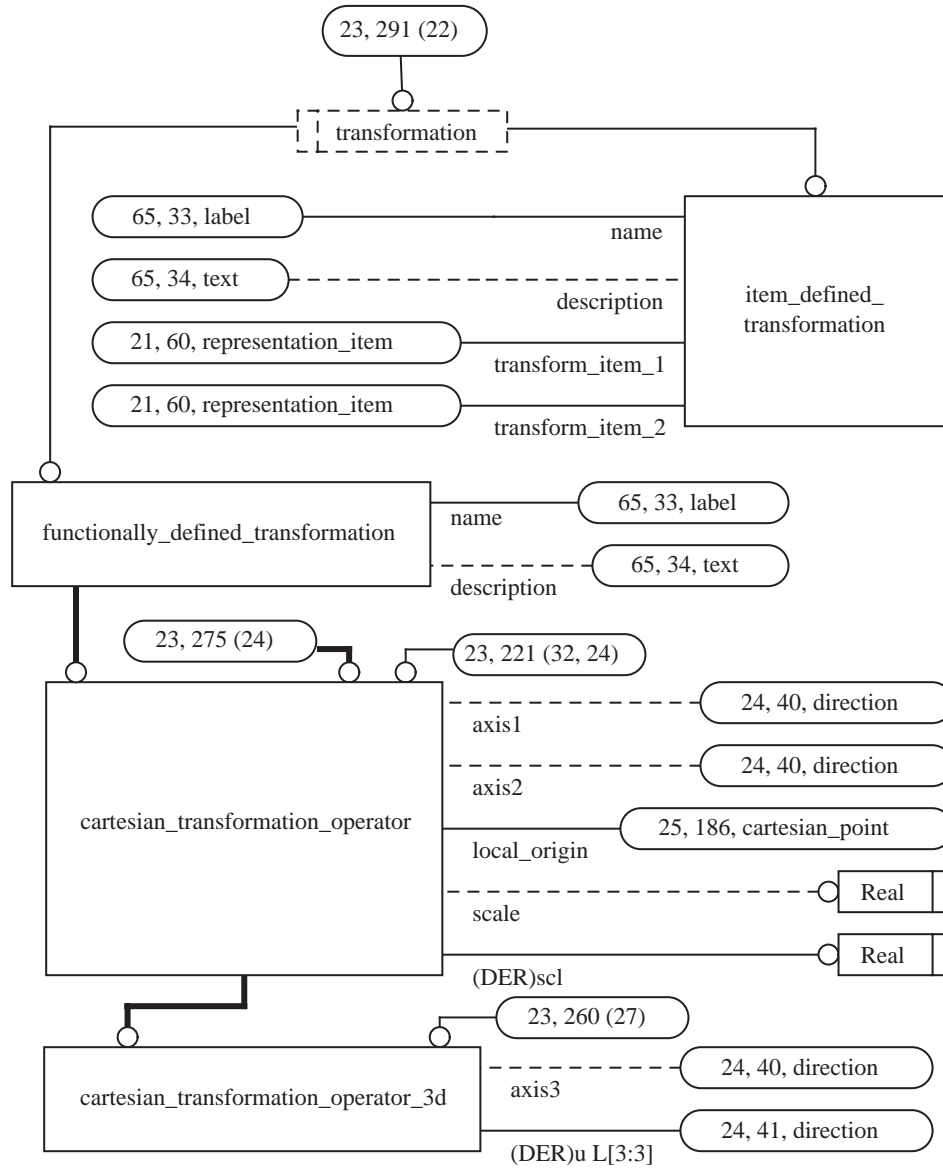 23, 291 (22)
transformation
65, 33, label
name
65, 34, text
description
item_defined_
transformation
21, 60, representation_item
transform_item_1
21, 60, representation_item
transform_item_2
functionally_defined_transformation
name
65, 33, label
description
65, 34, text
23, 275 (24)
23, 221 (32, 24)
cartesian_transformation_operator
axis1
24, 40, direction
axis2
24, 40, direction
local_origin
25, 186, cartesian_point
scale
Real
(DER)scl
Real
23, 260 (27)
cartesian_transformation_operator_3d
axis3
24, 40, direction
(DER)u L[3:3]
24, 41, direction